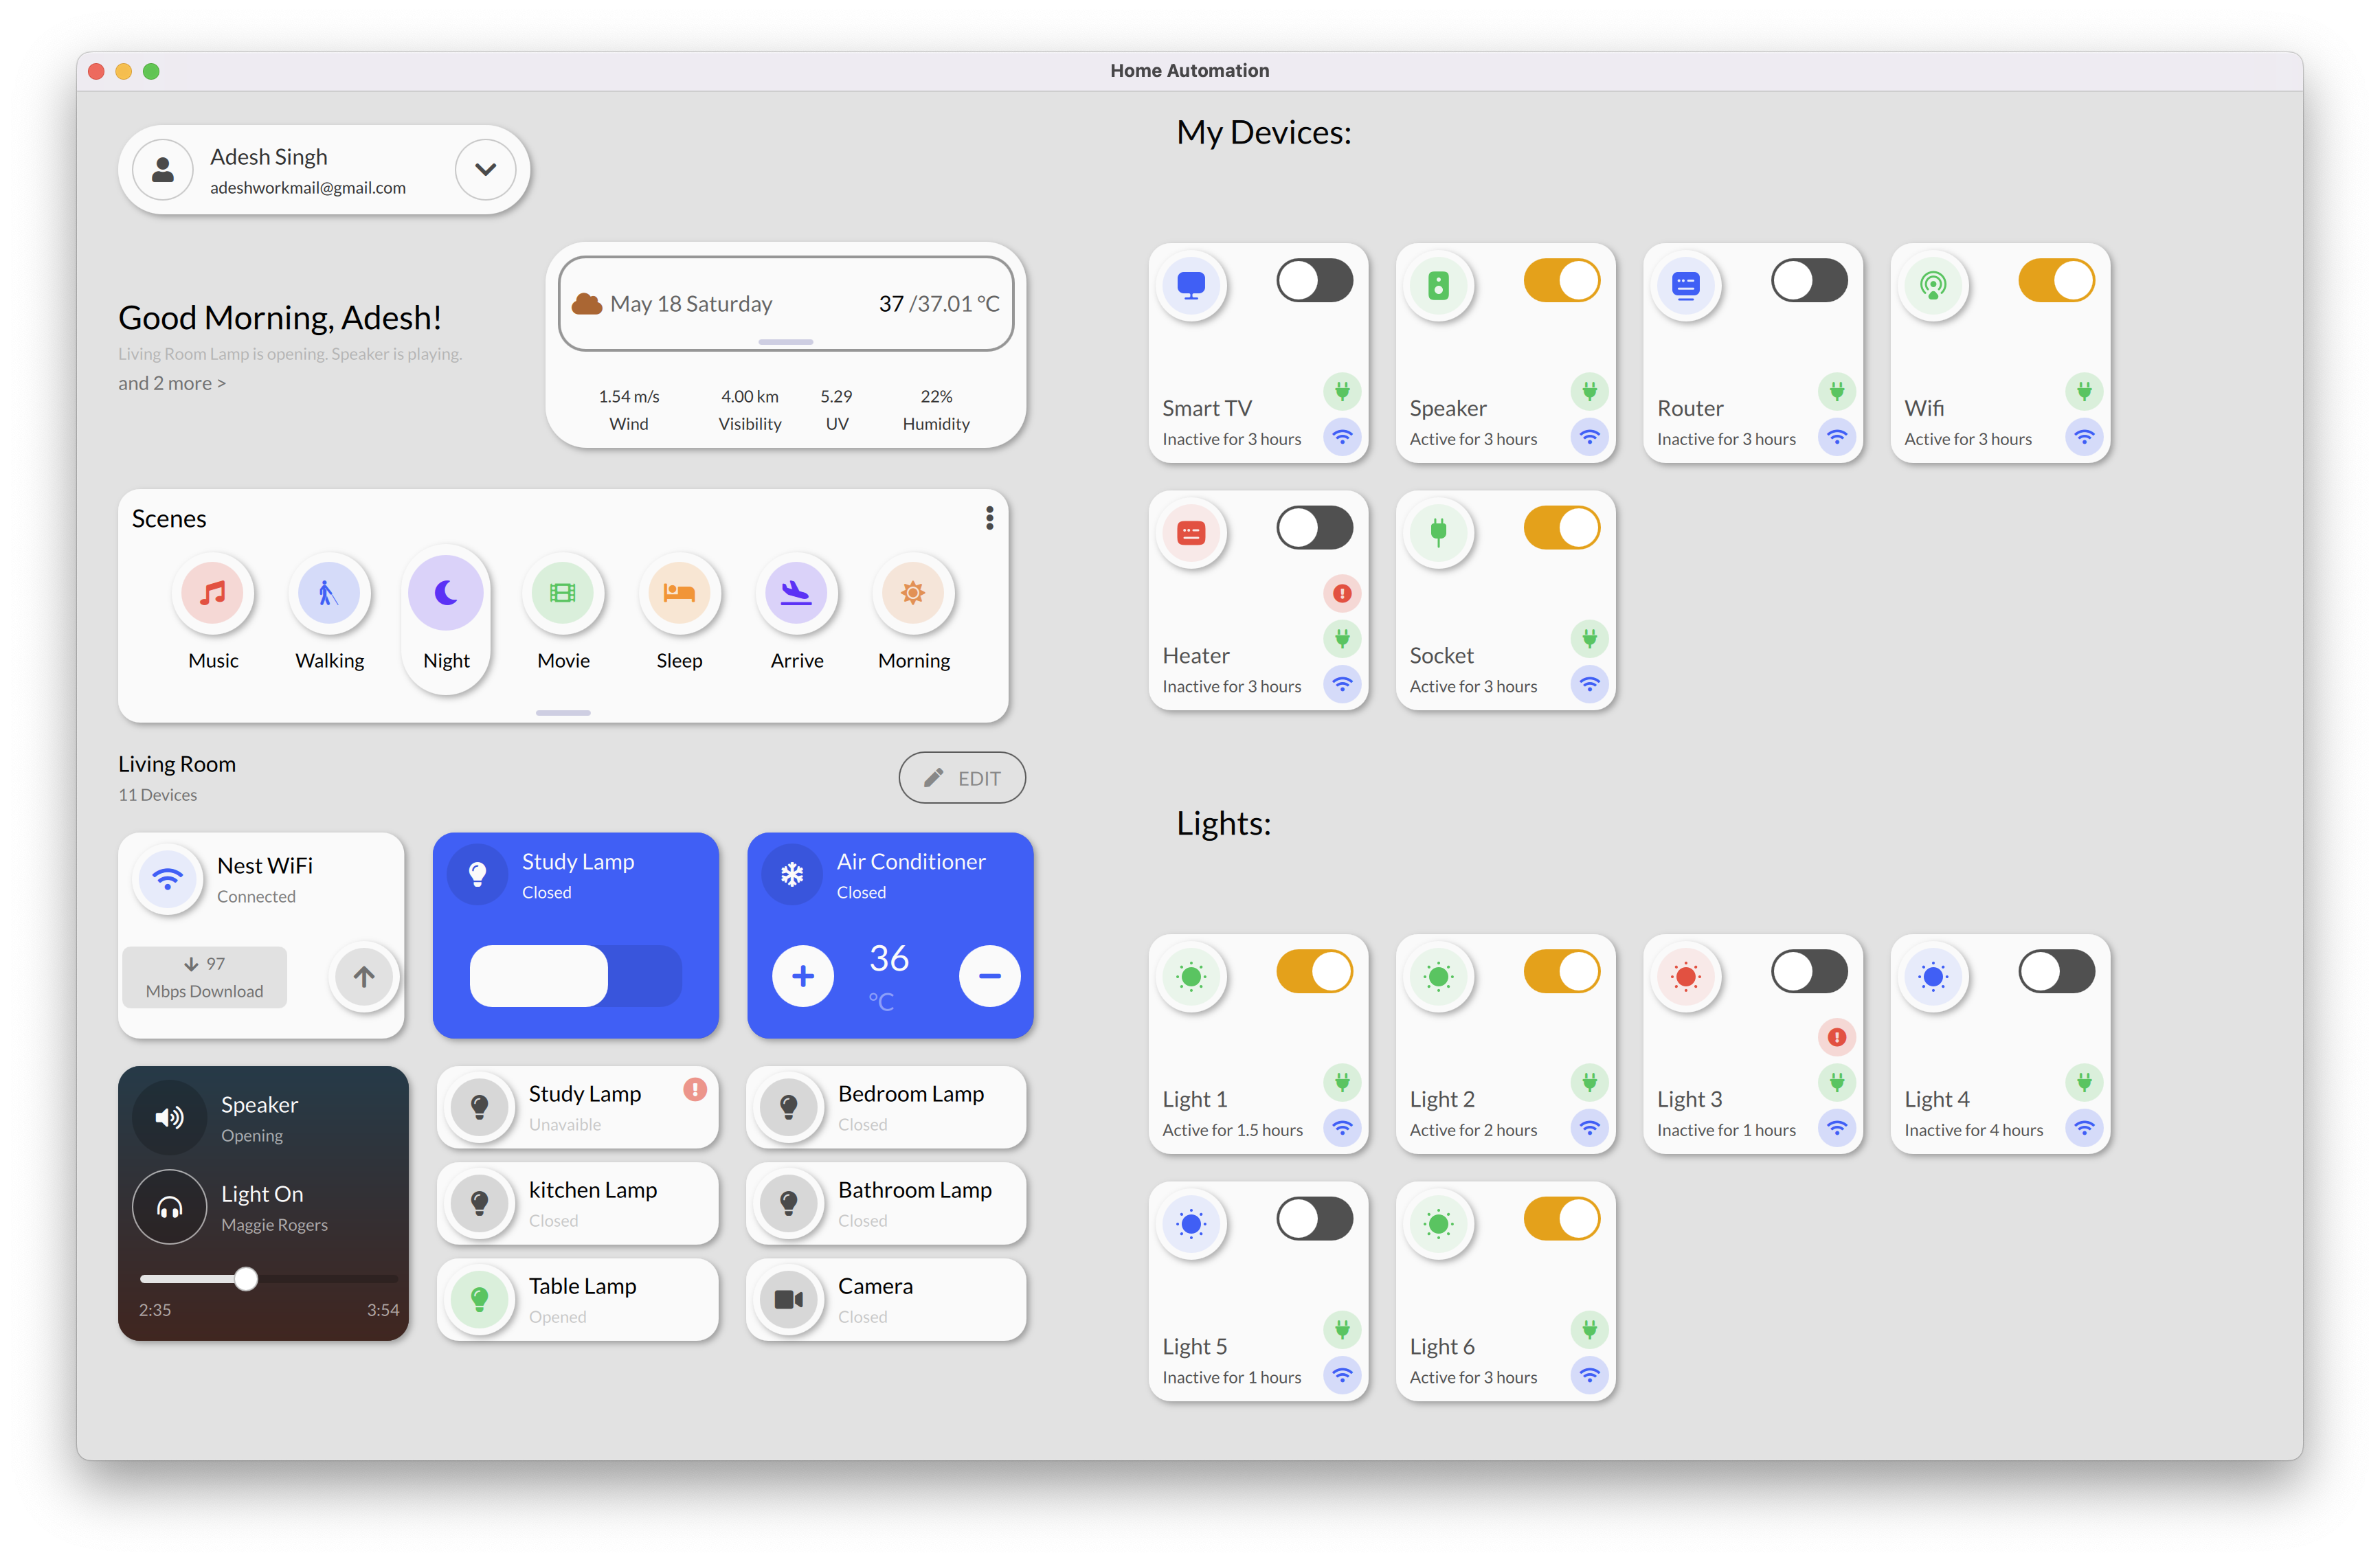 Home Automation
Adesh Singh
adeshworkmail@gmail.com
Good Morning, Adesh!
Living Room Lamp is opening. Speaker is playing.
and 2 more >
May 18 Saturday
37 /37.01 °C
1.54 m/s
Wind
4.00 km
Visibility
5.29
UV
22%
Humidity
Scenes
Music
Walking
Night
Movie
Sleep
Arrive
Morning
Living Room
11 Devices
EDIT
Nest WiFi
Connected
97
Mbps Download
Study Lamp
Closed
Air Conditioner
Closed
36
°C
Speaker
Opening
Light On
Maggie Rogers
2:35
3:54
Study Lamp
Unavaible
Bedroom Lamp
Closed
kitchen Lamp
Closed
Bathroom Lamp
Closed
Table Lamp
Opened
Camera
Closed
My Devices:
Smart TV
Inactive for 3 hours
Speaker
Active for 3 hours
Router
Inactive for 3 hours
Wifi
Active for 3 hours
Heater
Inactive for 3 hours
Socket
Active for 3 hours
Lights:
Light 1
Active for 1.5 hours
Light 2
Active for 2 hours
Light 3
Inactive for 1 hours
Light 4
Inactive for 4 hours
Light 5
Inactive for 1 hours
Light 6
Active for 3 hours